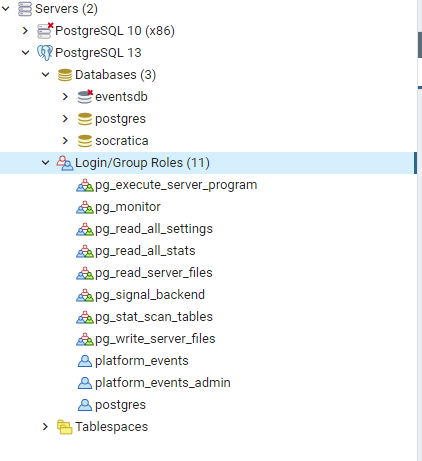 Servers (2)
PostgreSQL 10 (x86)
PostgreSQL 13
Databases (3)
eventsdb
postgres
socratica
Login/Group Roles (11)
pg_execute_server_program
pg_monitor
pg_read_all_settings
pg_read_all_stats
pg_read_server_files
pg_signal_backend
pg_stat_scan_tables
pg_write_server_files
platform_events
platform_events_admin
postgres
Tablespaces